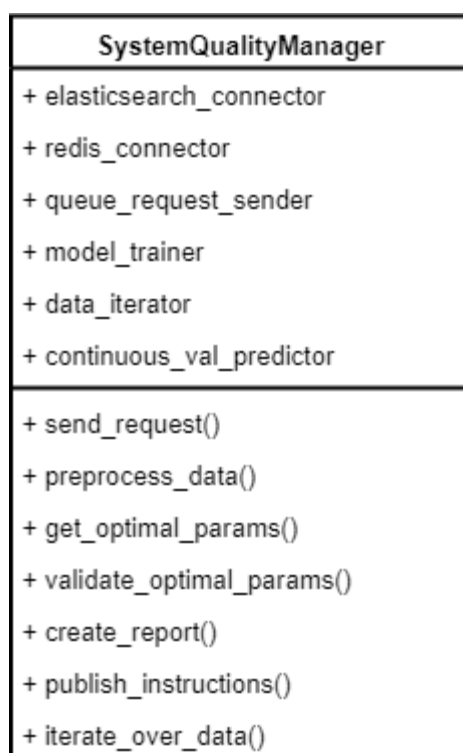 SystemQualityManager
+ elasticsearch_connector
+ redis_connector
+ queue_request_sender
+ model_trainer
+ data_iterator
+ continuous_val_predictor
+ send_request()
+ preprocess_data()
+ get_optimal_params()
+ validate_optimal_params()
+ create_report()
+ publish_instructions()
+ iterate_over_data()